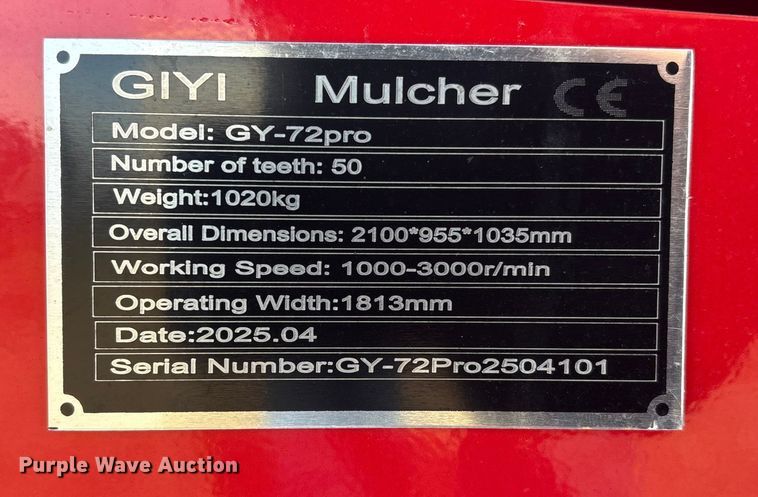 GIYI Mulcher CE
Model: GY-72pro
Number of teeth: 50
Weight:1020kg
Overall Dimensions: 2100*955*1035mm
Working Speed: 1000-3000r/min
Operating Width:1813mm
Date:2025.04
Serial Number:GY-72Pro2504101
Purple Wave Auction